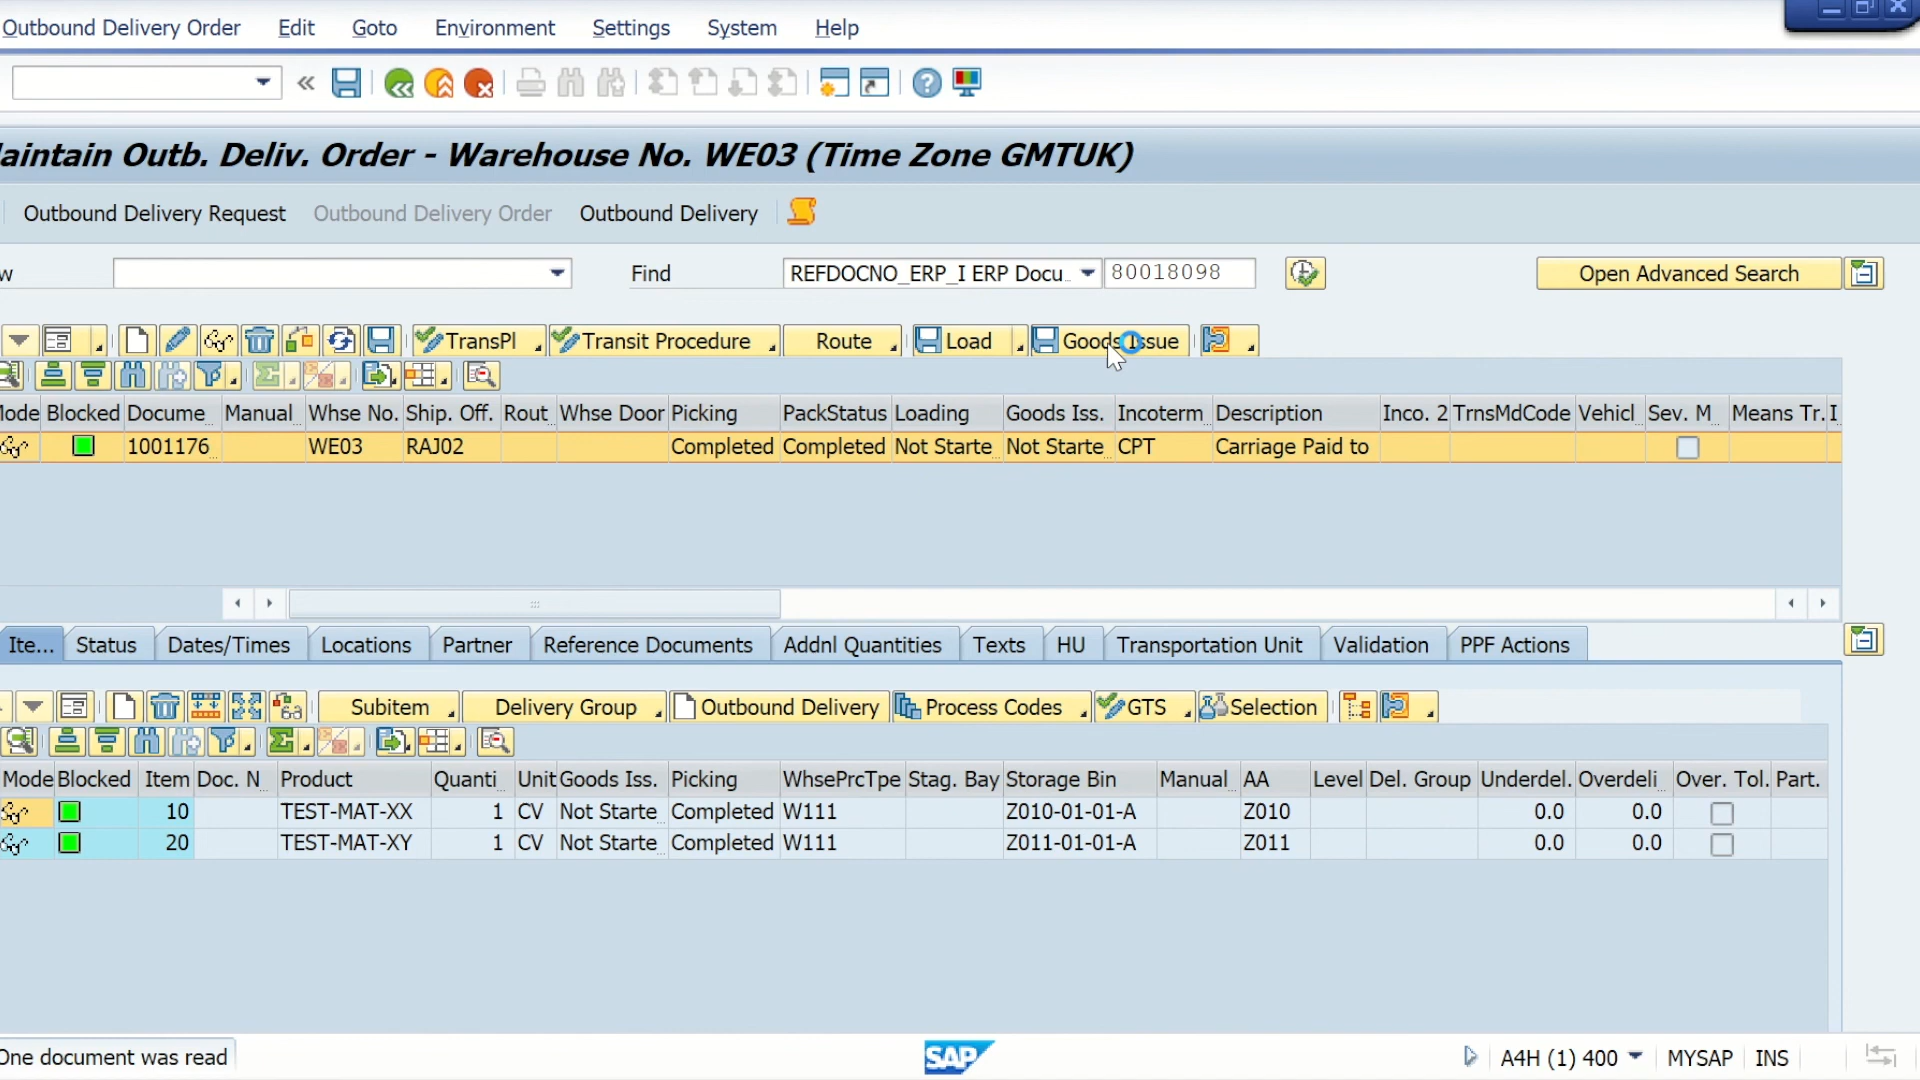 Outbound Delivery Order Edit Goto Environment Settings System Help
aintain Outb. Deliv. Order - Warehouse No. WE03 (Time Zone GMTUK)
Outbound Delivery Request Outbound Delivery Order Outbound Delivery
w Find REFDOCNO_ERP_I ERP Docu.. 80018098 Open Advanced Search
TransPl Transit Procedure Route Load Goods Issue
Mode Blocked Docume.. Manual Whse No. Ship. Off. Rout.. Whse Door Picking PackStatus Loading Goods Iss. Incoterm.. Description Inco. 2 TrnsMdCode Vehicl.. Sev. M.. Means Tr. I
1001176.. WE03 RAJ02 Completed Completed Not Starte.. Not Starte.. CPT Carriage Paid to
Ite... Status Dates/Times Locations Partner Reference Documents Addnl Quantities Texts HU Transportation Unit Validation PPF Actions
Subitem Delivery Group Outbound Delivery Process Codes GTS Selection
Mode Blocked Item Doc. N.. Product Quanti.. Unit Goods Iss. Picking WhsePrcTpe Stag. Bay Storage Bin Manual AA Level Del. Group Underdel. Overdeli.. Over. Tol. Part.
10 TEST-MAT-XX 1 CV Not Starte.. Completed W111 Z010-01-01-A Z010 0.0 0.0
20 TEST-MAT-XY 1 CV Not Starte.. Completed W111 Z011-01-01-A Z011 0.0 0.0
One document was read SAP A4H (1) 400 MYSAP INS